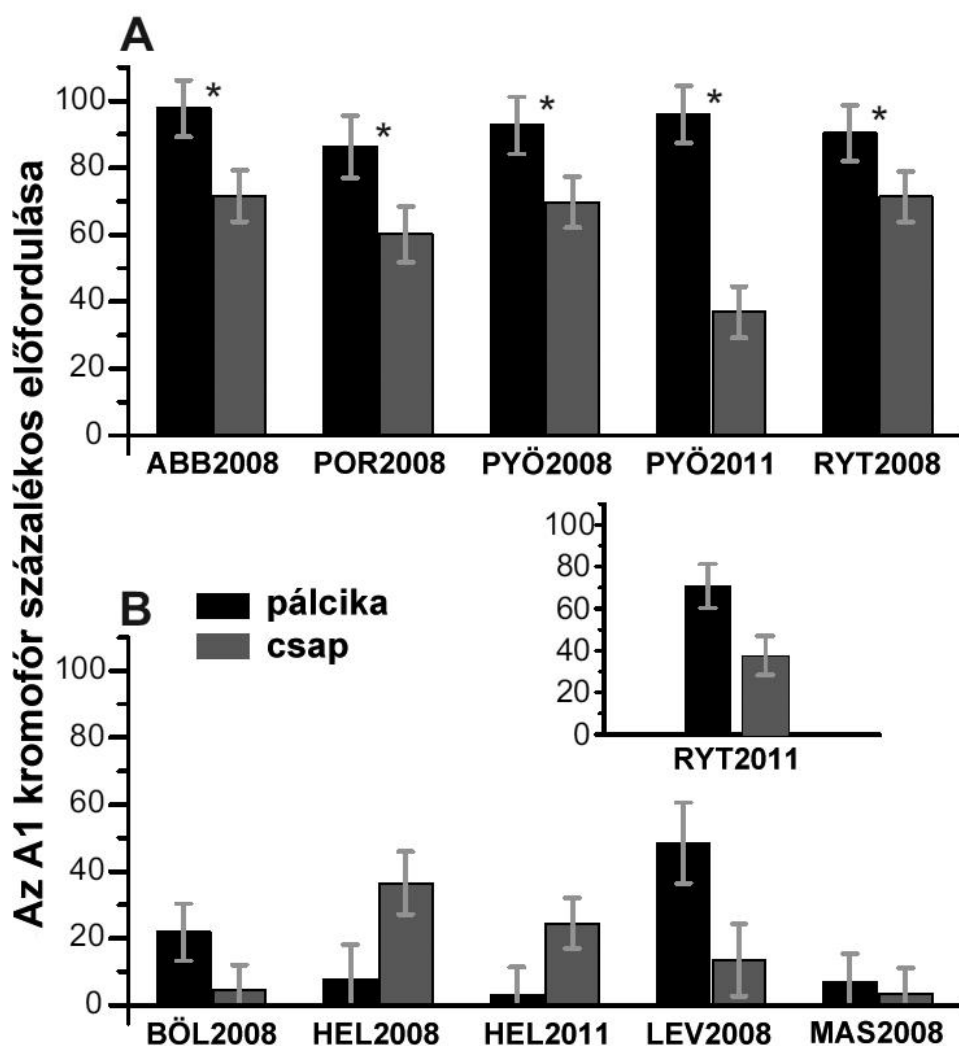 Az A1 kromofór százalékos előfordulása
A
100
80
60
40
20
0
* * * * *
ABB2008 POR2008 PYÖ2008 PYÖ2011 RYT2008
100
80
60
40
20
0
RYT2011
B
pálcika
csap
100
80
60
40
20
0
BÖL2008 HEL2008 HEL2011 LEV2008 MAS2008